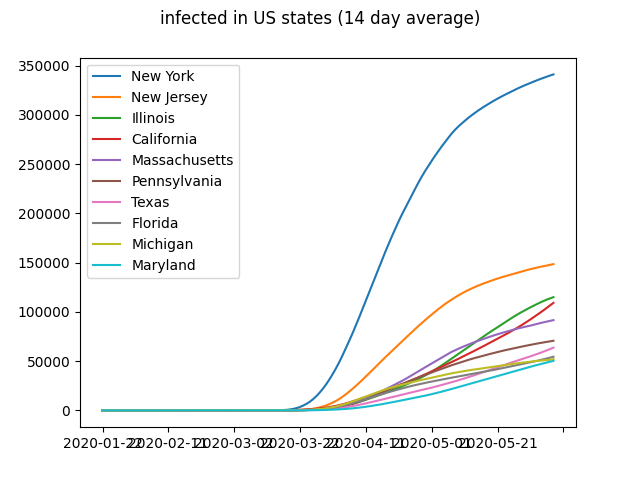 infected in US states (14 day average)
350000
300000
250000
200000
150000
100000
50000
0
New York
New Jersey
Illinois
California
Massachusetts
Pennsylvania
Texas
Florida
Michigan
Maryland
2020-01-22 2020-02-11 2020-03-02 2020-03-22 2020-04-11 2020-05-01 2020-05-21